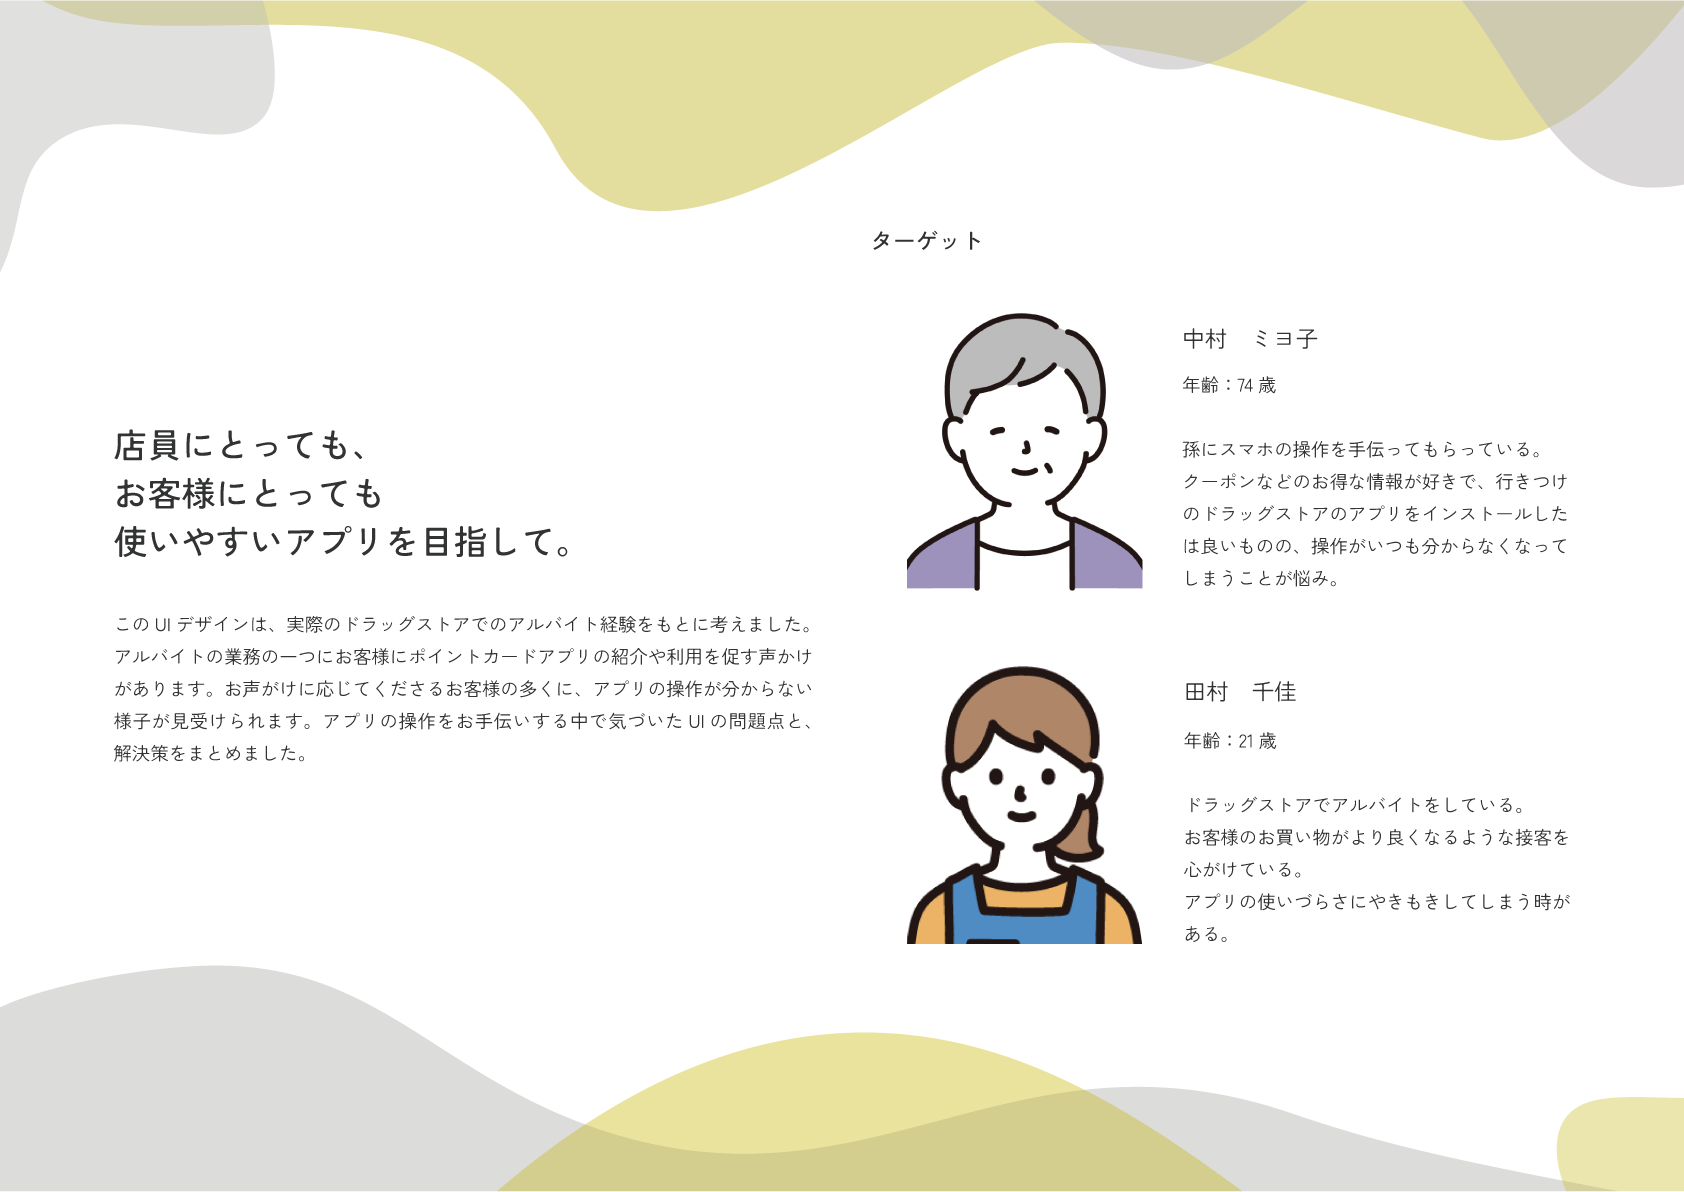 店員にとっても、
お客様にとっても
使いやすいアプリを目指して。
この UI デザインは、実際のドラッグストアでのアルバイト経験をもとに考えました。
アルバイトの業務の一つにお客様にポイントカードアプリの紹介や利用を促す声かけ
があります。お声がけに応じてくださるお客様の多くに、アプリの操作が分からない
様子が見受けられます。アプリの操作をお手伝いする中で気づいた UI の問題点と、
解決策をまとめました。
ターゲット
中村　ミヨ子
年齢：74 歳
孫にスマホの操作を手伝ってもらっている。
クーポンなどのお得な情報が好きで、行きつけ
のドラッグストアのアプリをインストールした
は良いものの、操作がいつも分からなくなって
しまうことが悩み。
田村　千佳
年齢：21 歳
ドラッグストアでアルバイトをしている。
お客様のお買い物がより良くなるような接客を
心がけている。
アプリの使いづらさにやきもきしてしまう時が
ある。